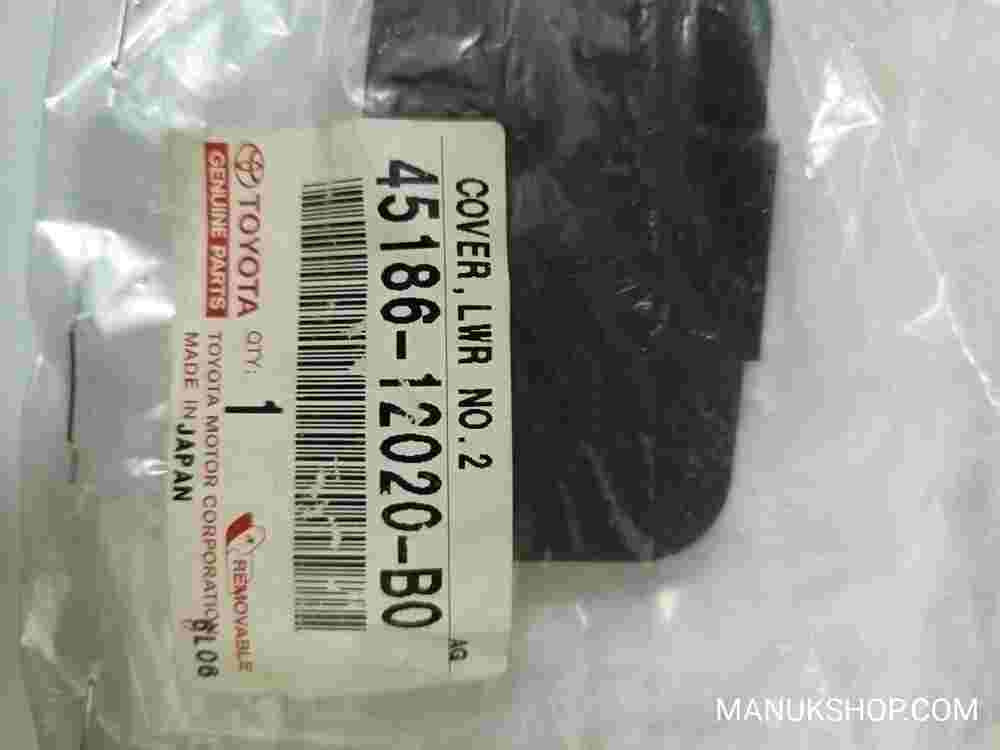 COVER, LWR NO.2
AG
45186-12020-B0
TOYOTA
GENUINE PARTS
QTY:
1
REMOVABLE
TOYOTA MOTOR CORPORATION
MADE IN JAPAN
MANUKSHOP.COM